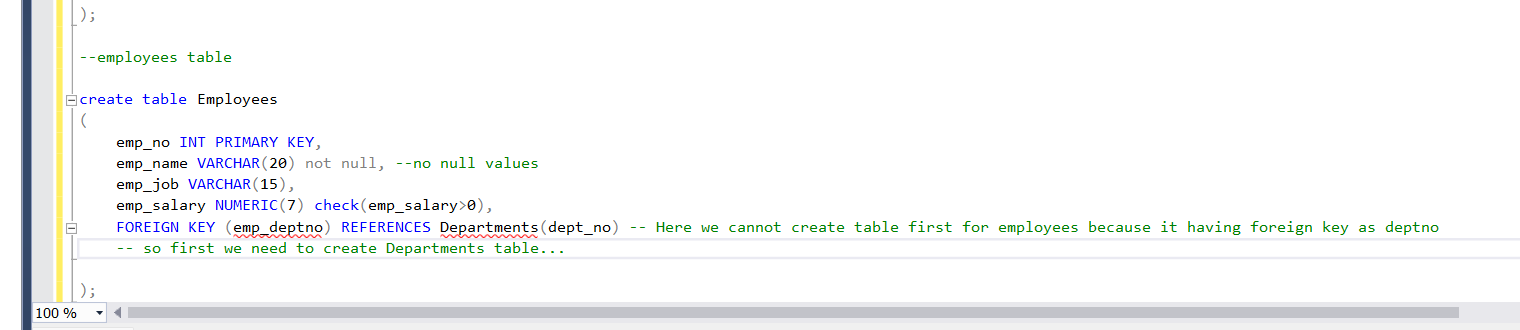 );
--employees table
create table Employees
(
emp_no INT PRIMARY KEY,
emp_name VARCHAR(20) not null, --no null values
emp_job VARCHAR(15),
emp_salary NUMERIC(7) check(emp_salary>0),
FOREIGN KEY (emp_deptno) REFERENCES Departments(dept_no) -- Here we cannot create table first for employees because it having foreign key as deptno
-- so first we need to create Departments table...
);
100 %